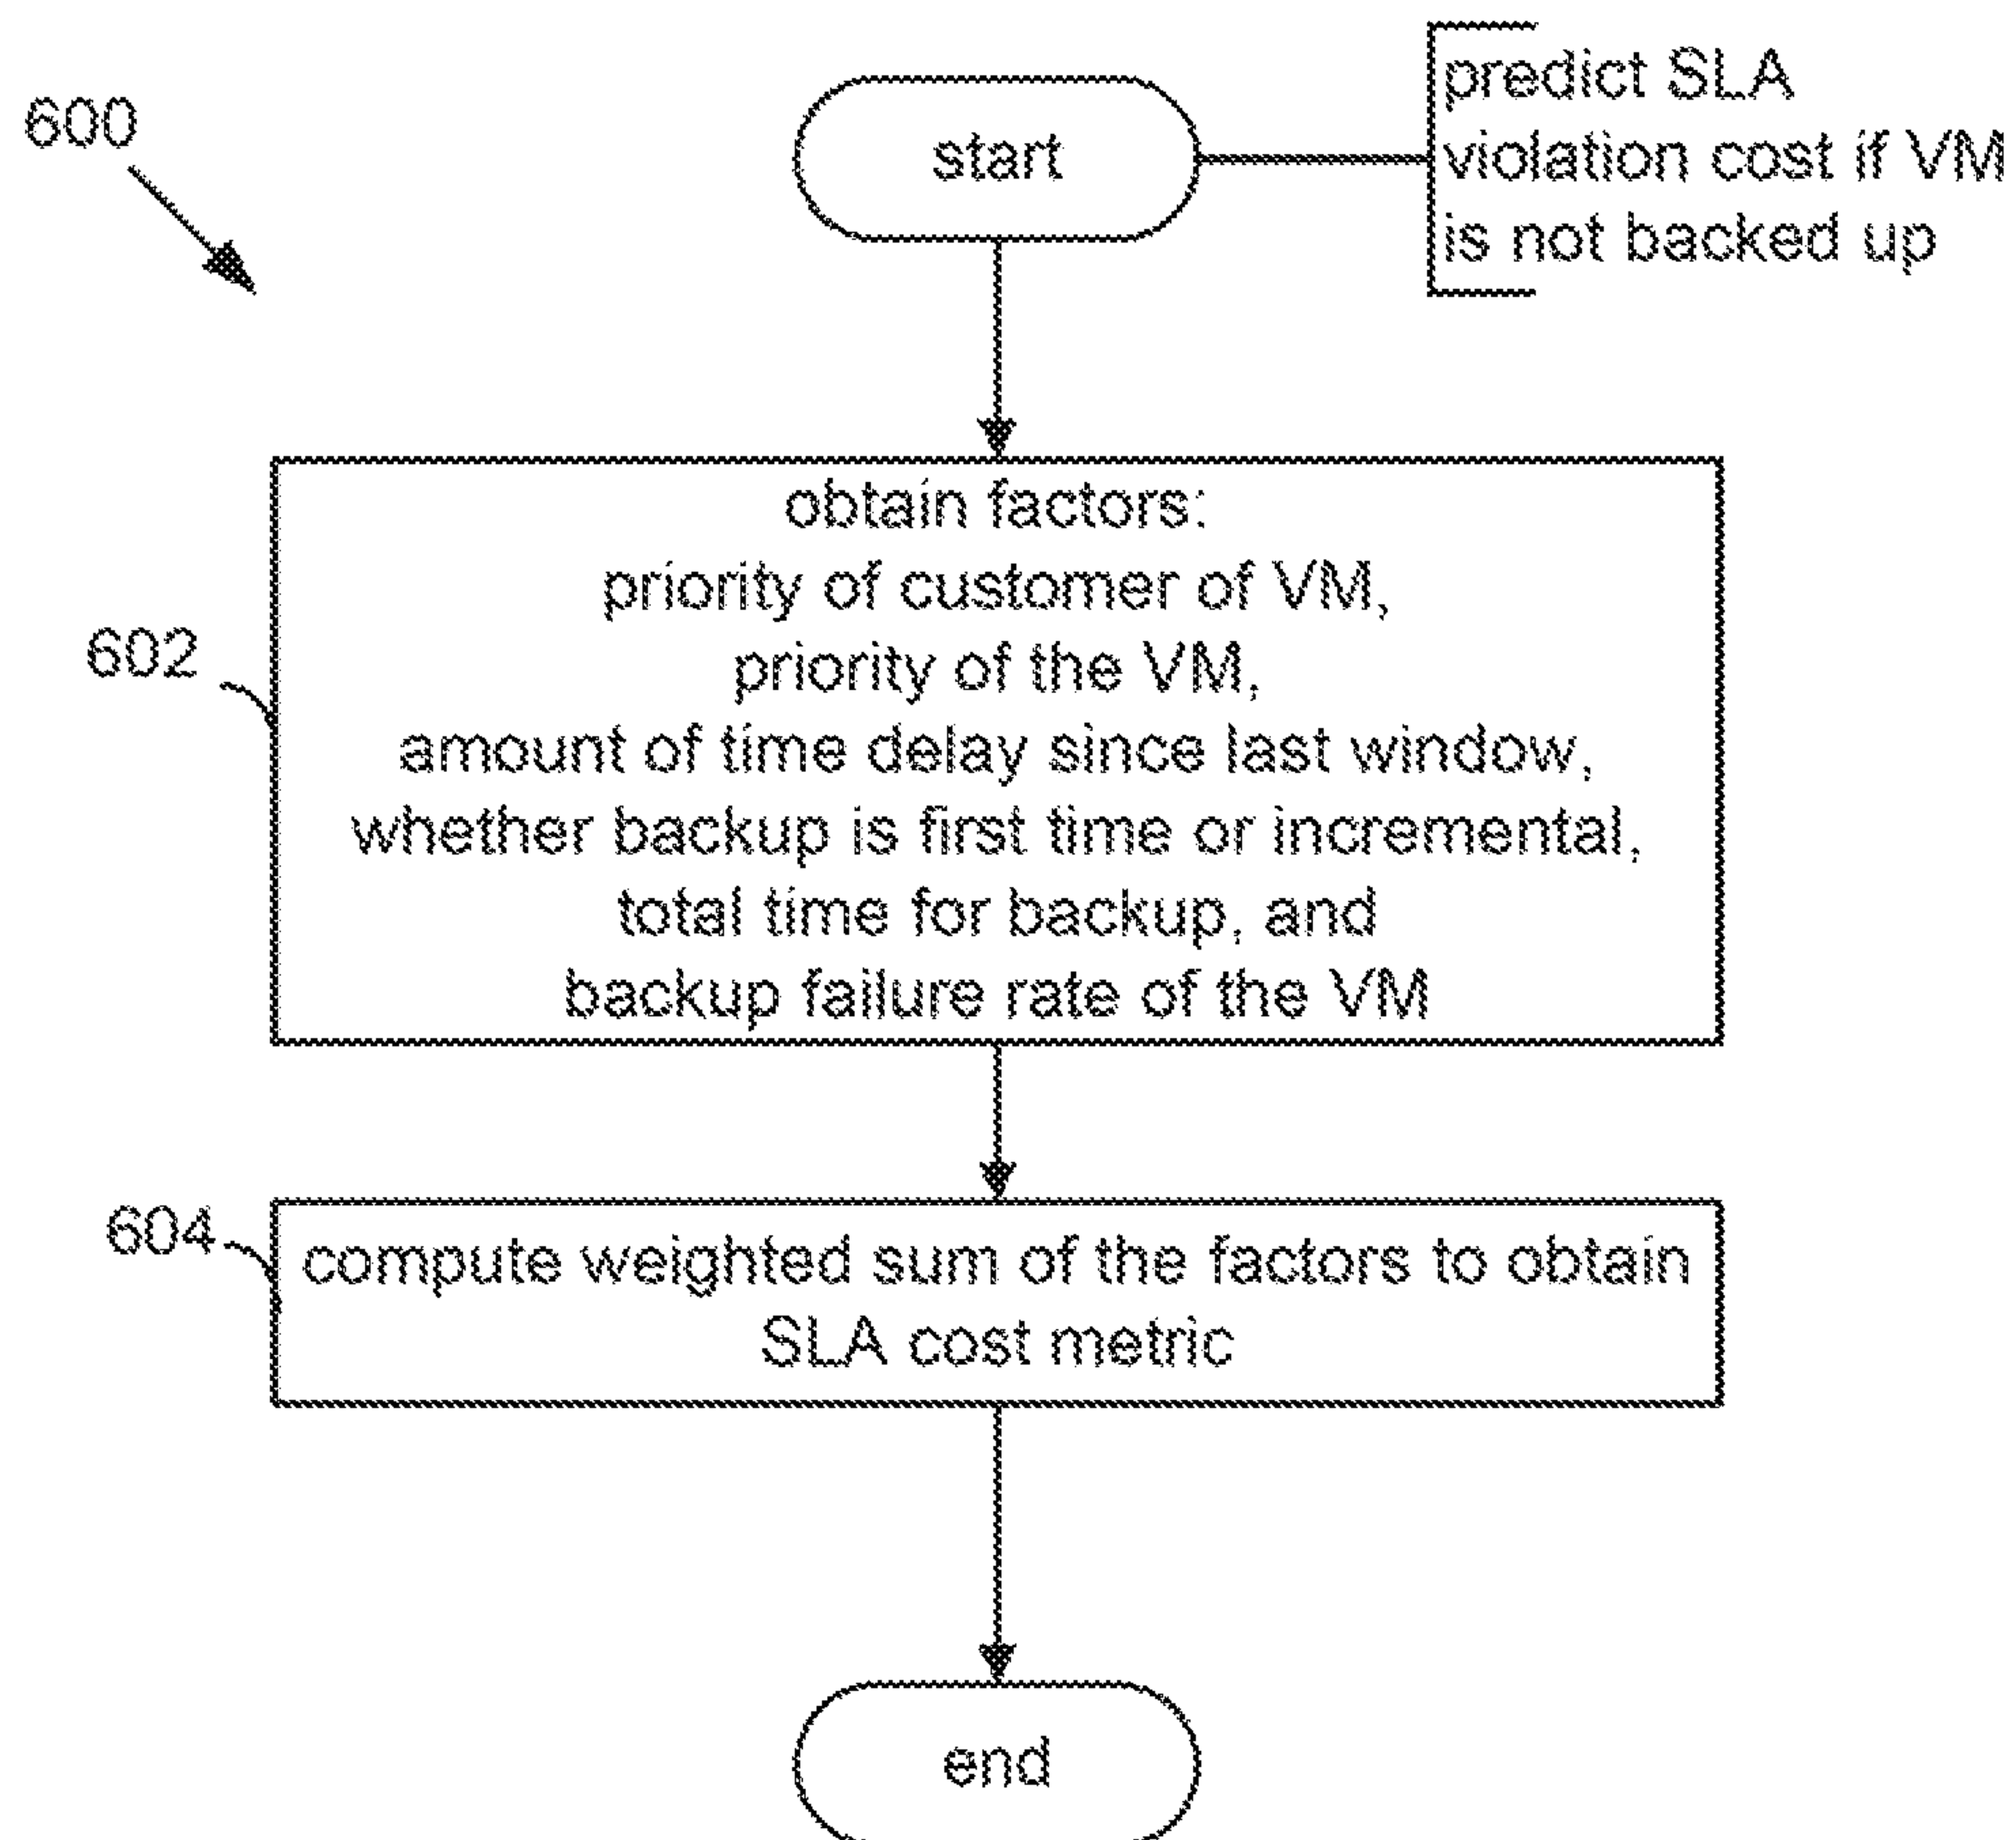 600
start
predict SLA
violation cost if VM
is not backed up
obtain factors:
priority of customer of VM,
priority of the VM,
amount of time delay since last window,
whether backup is first time or incremental,
total time for backup, and
backup failure rate of the VM
602
604
compute weighted sum of the factors to obtain
SLA cost metric
end